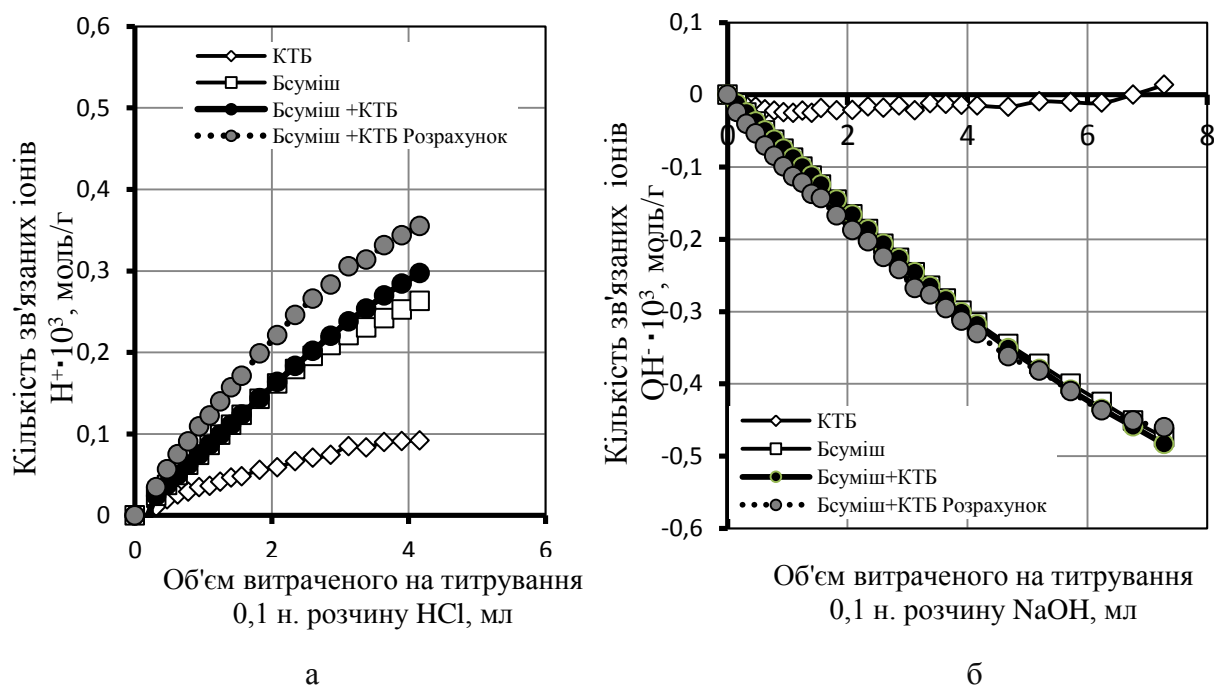 0,6
0,5
0,4
0,3
0,2
0,1
0
0
2
4
6
КТБ
Бсуміш
Бсуміш +КТБ
Бсуміш +КТБ Розрахунок
Кількість зв'язаних іонів
H⁺·10³, моль/г
Об'єм витраченого на титрування
0,1 н. розчину HCl, мл
а
0,1
0
-0,1
-0,2
-0,3
-0,4
-0,5
-0,6
0
2
4
6
8
КТБ
Бсуміш
Бсуміш+КТБ
Бсуміш+КТБ Розрахунок
Кількість зв'язаних іонів
OH⁻·10³, моль/г
Об'єм витраченого на титрування
0,1 н. розчину NaOH, мл
б